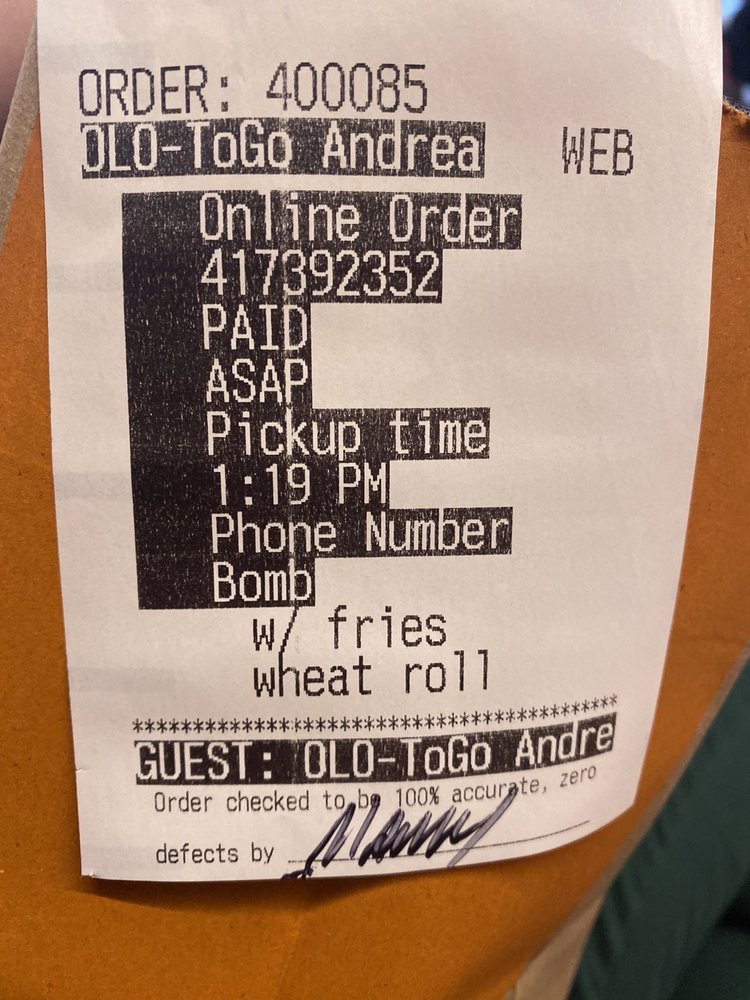 ORDER: 400085
OLO-ToGo Andrea WEB
Online Order
417392352
PAID
ASAP
Pickup time
1:19 PM
Phone Number
Bomb
w/ fries
wheat roll
****************************************
GUEST: OLO-ToGo Andre
Order checked to be 100% accurate, zero
defects by